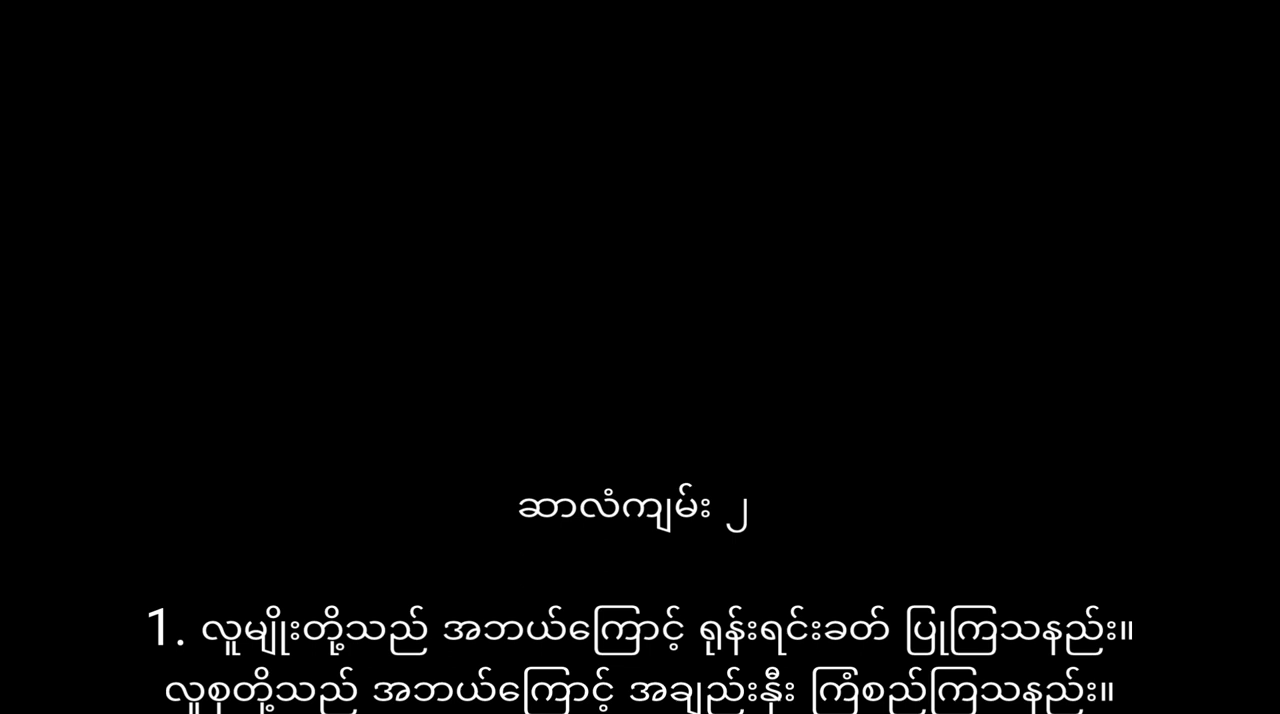 ဆာလံကျမ်း ၂
1. လူမျိုးတို့သည် အဘယ်ကြောင့် ရုန်းရင်းခတ် ပြုကြသနည်း။
လူစုတို့သည် အဘယ်ကြောင့် အချည်းနှီး ကြံစည်ကြသနည်း။